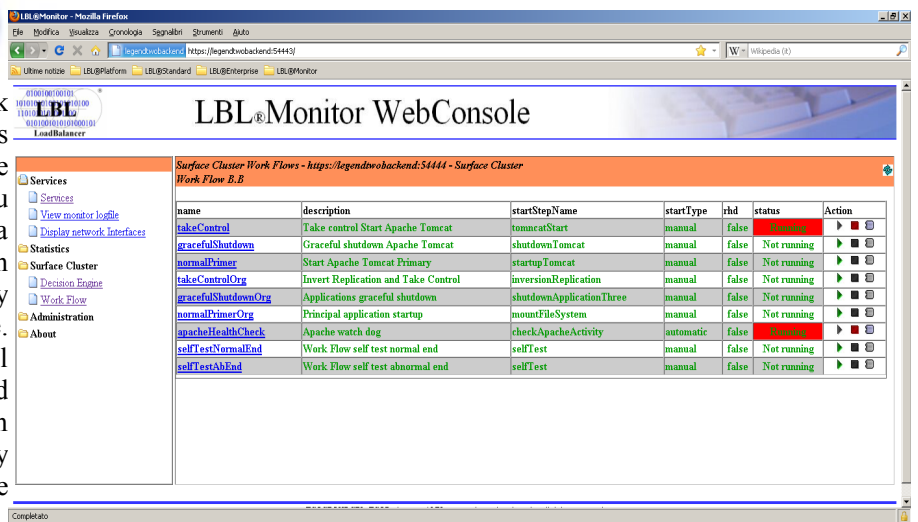 LBL@Monitor - Mozilla Firefox
File Modifica Visualizza Cronologia Segnalibri Strumenti Aiuto
legendtwobackend https://legendtwobackend:54443/
W Wikipedia (it)
Ultime notizie LBL@Platform LBL@Standard LBL@Enterprise LBL@Monitor
LBL
LoadBalancer
LBL®Monitor WebConsole
Services
Services
View monitor logfile
Display network Interfaces
Statistics
Surface Cluster
Decision Engine
Work Flow
Administration
About
Surface Cluster Work Flows - https://legendtwobackend:54444 - Surface Cluster
Work Flow B.B
name description startStepName startType rhd status Action
takeControl Take control Start Apache Tomcat tomncatStart manual false Running
gracefulShutdown Graceful shutdown Apache Tomcat shutdownTomcat manual false Not running
normalPrimer Start Apache Tomcat Primary startupTomcat manual false Not running
takeControlOrg Invert Replication and Take Control inversionReplication manual false Not running
gracefulShutdownOrg Applications graceful shutdown shutdownApplicationThree manual false Not running
normalPrimerOrg Principal application startup mountFileSystem manual false Not running
apacheHealthCheck Apache watch dog checkApacheActivity automatic false Running
selfTestNormalEnd Work Flow self test normal end selfTest manual false Not running
selfTestAbEnd Work Flow self test abnormal end selfTest manual false Not running
Completato